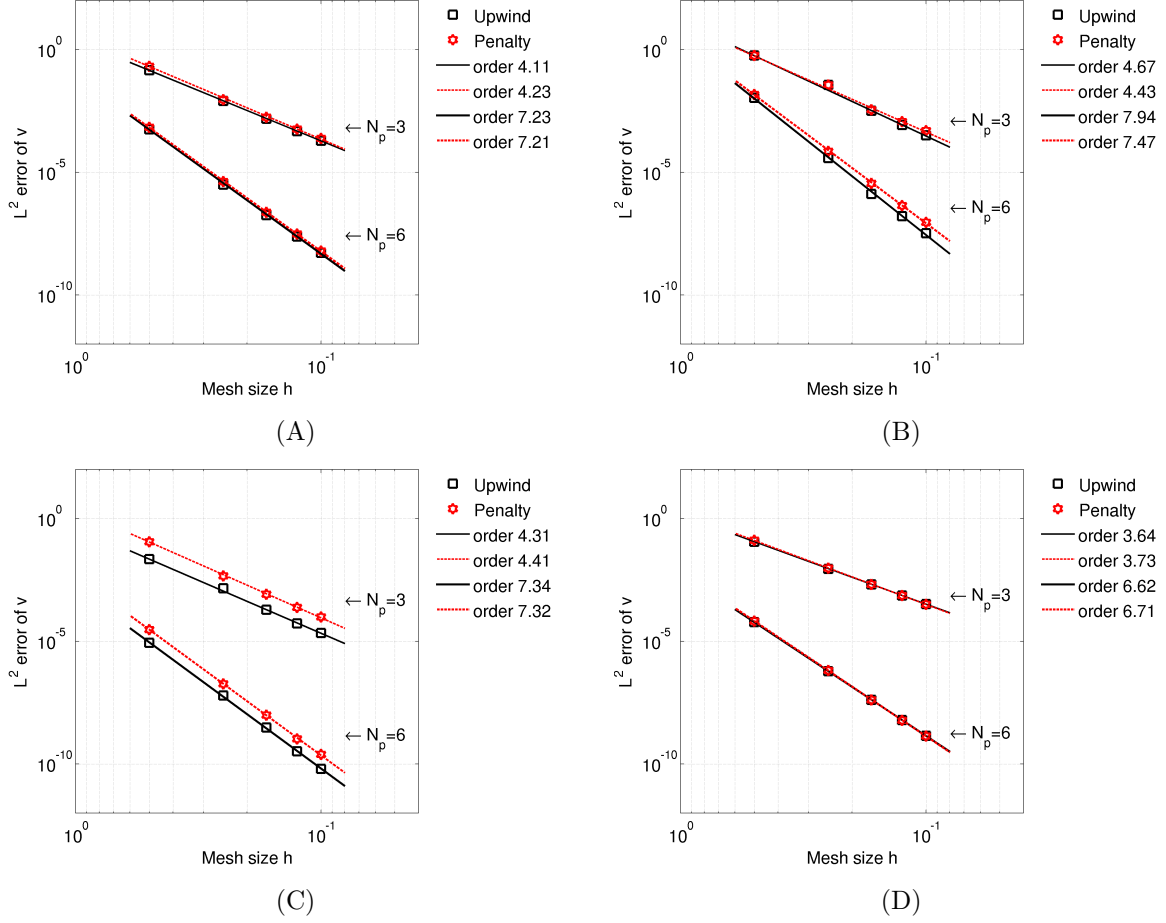 Upwind
Penalty
order 4.11
order 4.23
order 7.23
order 7.21
10^0
10^-5
10^-10
L^2 error of v
← N_p=3
← N_p=6
10^0
10^-1
Mesh size h
(A)
Upwind
Penalty
order 4.67
order 4.43
order 7.94
order 7.47
10^0
10^-5
10^-10
L^2 error of v
← N_p=3
← N_p=6
10^0
10^-1
Mesh size h
(B)
Upwind
Penalty
order 4.31
order 4.41
order 7.34
order 7.32
10^0
10^-5
10^-10
L^2 error of v
← N_p=3
← N_p=6
10^0
10^-1
Mesh size h
(C)
Upwind
Penalty
order 3.64
order 3.73
order 6.62
order 6.71
10^0
10^-5
10^-10
L^2 error of v
← N_p=3
← N_p=6
10^0
10^-1
Mesh size h
(D)